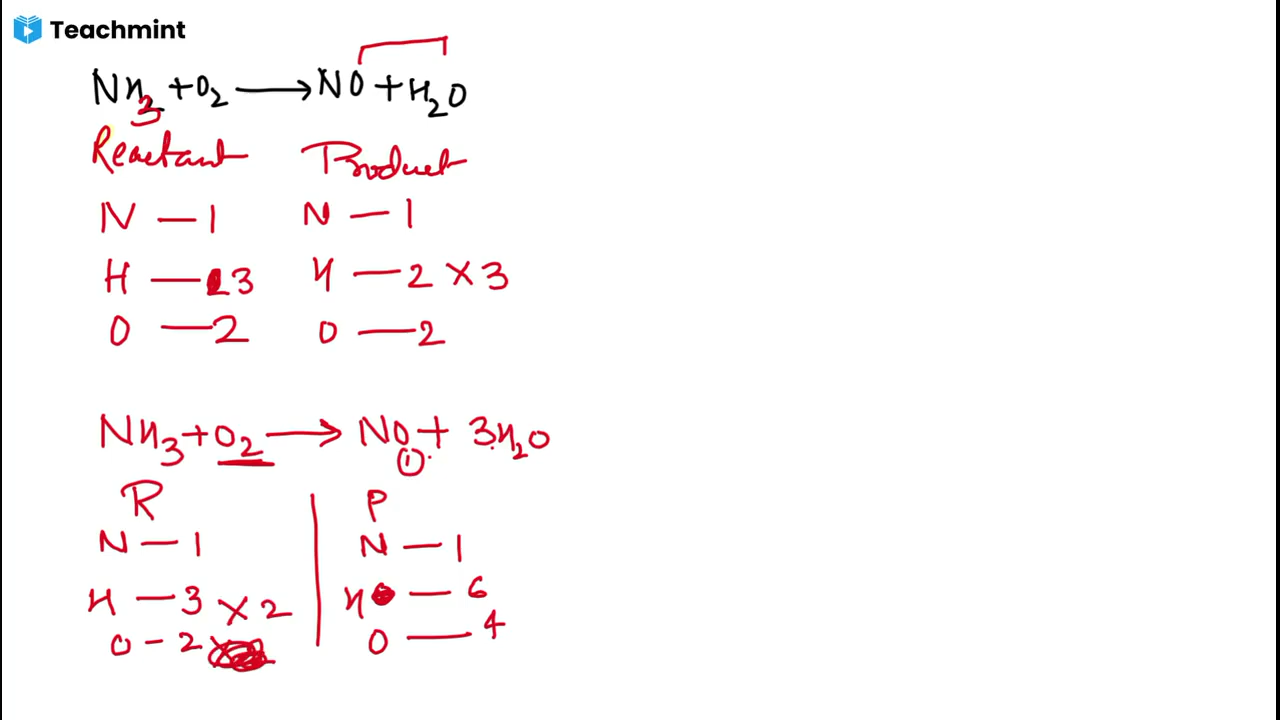 Teachmint
NH3 + O2 → NO + H2O
Reactant Product
N — 1 N — 1
H — 3 H — 2 × 3
O — 2 O — 2
NH3 + O2 → NO + 3H2O
1
R P
N — 1 N — 1
H — 3 × 2 H — 6
O - 2 O — 4